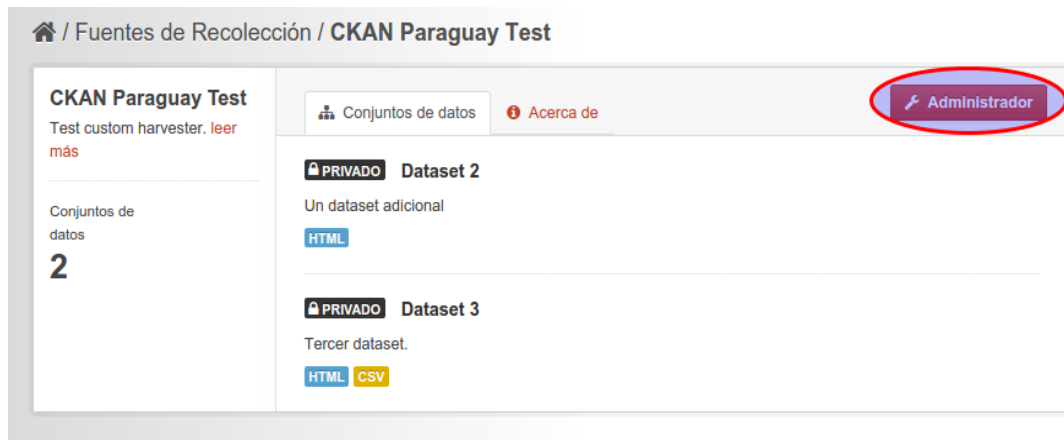 / Fuentes de Recolección / CKAN Paraguay Test
CKAN Paraguay Test
Test custom harvester. leer
más
Conjuntos de
datos
2
Conjuntos de datos
Acerca de
Administrador
PRIVADO Dataset 2
Un dataset adicional
HTML
PRIVADO Dataset 3
Tercer dataset.
HTML CSV